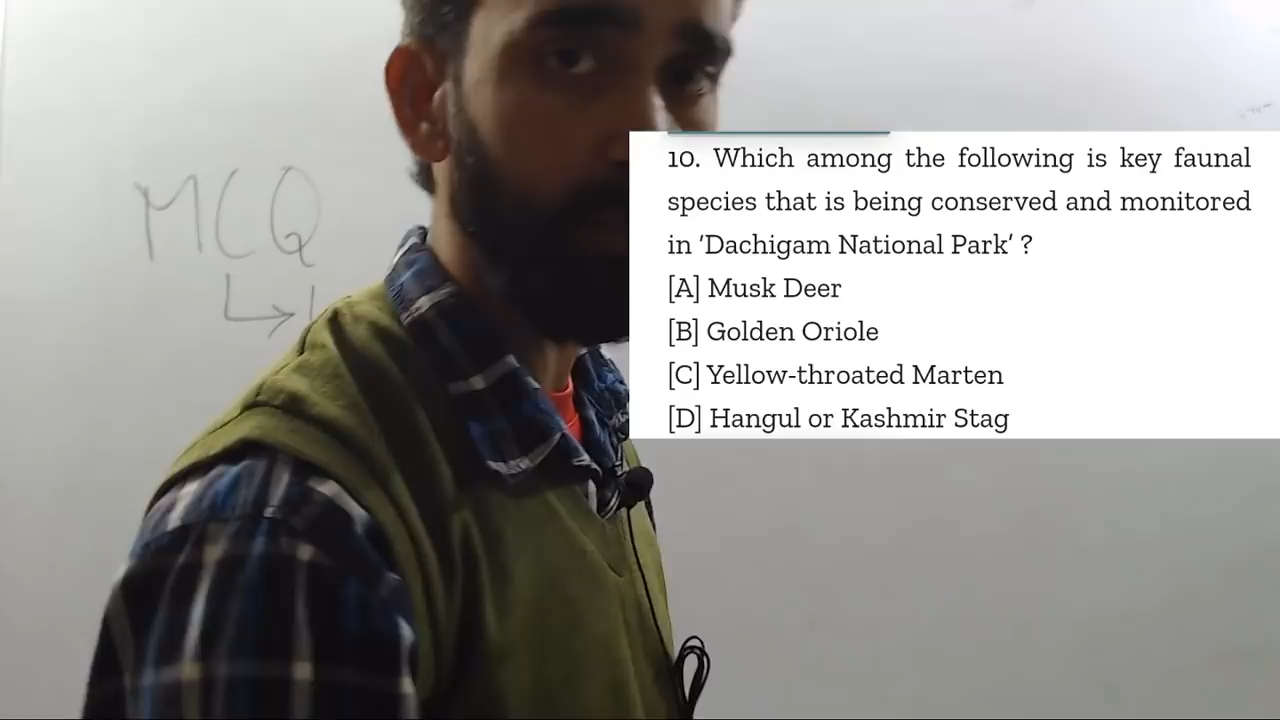 MCQ
10. Which among the following is key faunal
species that is being conserved and monitored
in ‘Dachigam National Park’ ?
[A] Musk Deer
[B] Golden Oriole
[C] Yellow-throated Marten
[D] Hangul or Kashmir Stag